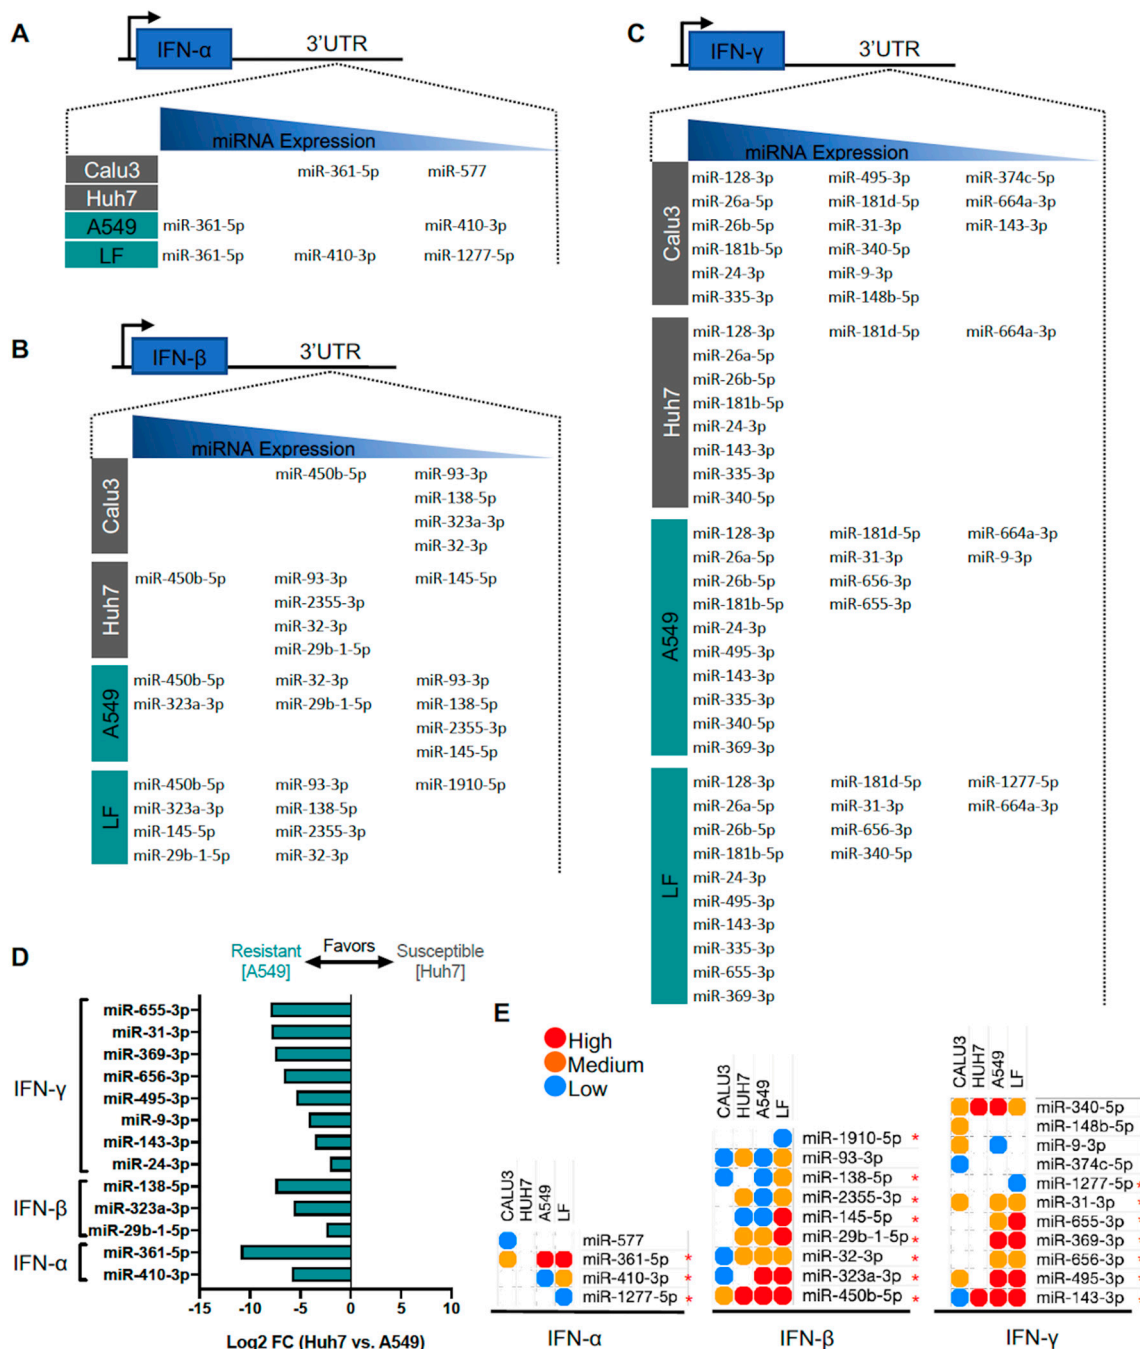 A
IFN-α
3'UTR
miRNA Expression
Calu3 miR-361-5p miR-577
Huh7
A549 miR-361-5p miR-410-3p
LF miR-361-5p miR-410-3p miR-1277-5p
B
IFN-β
3'UTR
miRNA Expression
Calu3
miR-450b-5p miR-93-3p
miR-138-5p
miR-323a-3p
miR-32-3p
Huh7
miR-450b-5p miR-93-3p miR-145-5p
miR-2355-3p
miR-32-3p
miR-29b-1-5p
A549
miR-450b-5p miR-32-3p miR-93-3p
miR-323a-3p miR-29b-1-5p miR-138-5p
miR-2355-3p
miR-145-5p
LF
miR-450b-5p miR-93-3p miR-1910-5p
miR-323a-3p miR-138-5p
miR-145-5p miR-2355-3p
miR-29b-1-5p miR-32-3p
C
IFN-γ
3'UTR
miRNA Expression
Calu3
miR-128-3p miR-495-3p miR-374c-5p
miR-26a-5p miR-181d-5p miR-664a-3p
miR-26b-5p miR-31-3p miR-143-3p
miR-181b-5p miR-340-5p
miR-24-3p miR-9-3p
miR-335-3p miR-148b-5p
Huh7
miR-128-3p miR-181d-5p miR-664a-3p
miR-26a-5p
miR-26b-5p
miR-181b-5p
miR-24-3p
miR-143-3p
miR-335-3p
miR-340-5p
A549
miR-128-3p miR-181d-5p miR-664a-3p
miR-26a-5p miR-31-3p miR-9-3p
miR-26b-5p miR-656-3p
miR-181b-5p miR-655-3p
miR-24-3p
miR-495-3p
miR-143-3p
miR-335-3p
miR-340-5p
miR-369-3p
LF
miR-128-3p miR-181d-5p miR-1277-5p
miR-26a-5p miR-31-3p miR-664a-3p
miR-26b-5p miR-656-3p
miR-181b-5p miR-340-5p
miR-24-3p
miR-495-3p
miR-143-3p
miR-335-3p
miR-655-3p
miR-369-3p
D
Resistant Favors Susceptible
[A549] [Huh7]
IFN-γ
miR-655-3p
miR-31-3p
miR-369-3p
miR-656-3p
miR-495-3p
miR-9-3p
miR-143-3p
miR-24-3p
IFN-β
miR-138-5p
miR-323a-3p
miR-29b-1-5p
IFN-α
miR-361-5p
miR-410-3p
-15 -10 -5 0 5 10
Log2 FC (Huh7 vs. A549)
E
High
Medium
Low
CALU3 HUH7 A549 LF
miR-577
miR-361-5p *
miR-410-3p *
miR-1277-5p *
IFN-α
CALU3 HUH7 A549 LF
miR-1910-5p *
miR-93-3p
miR-138-5p *
miR-2355-3p *
miR-145-5p *
miR-29b-1-5p *
miR-32-3p *
miR-323a-3p *
miR-450b-5p *
IFN-β
CALU3 HUH7 A549 LF
miR-340-5p
miR-148b-5p
miR-9-3p
miR-374c-5p
miR-1277-5p *
miR-31-3p *
miR-655-3p *
miR-369-3p *
miR-656-3p *
miR-495-3p *
miR-143-3p *
IFN-γ